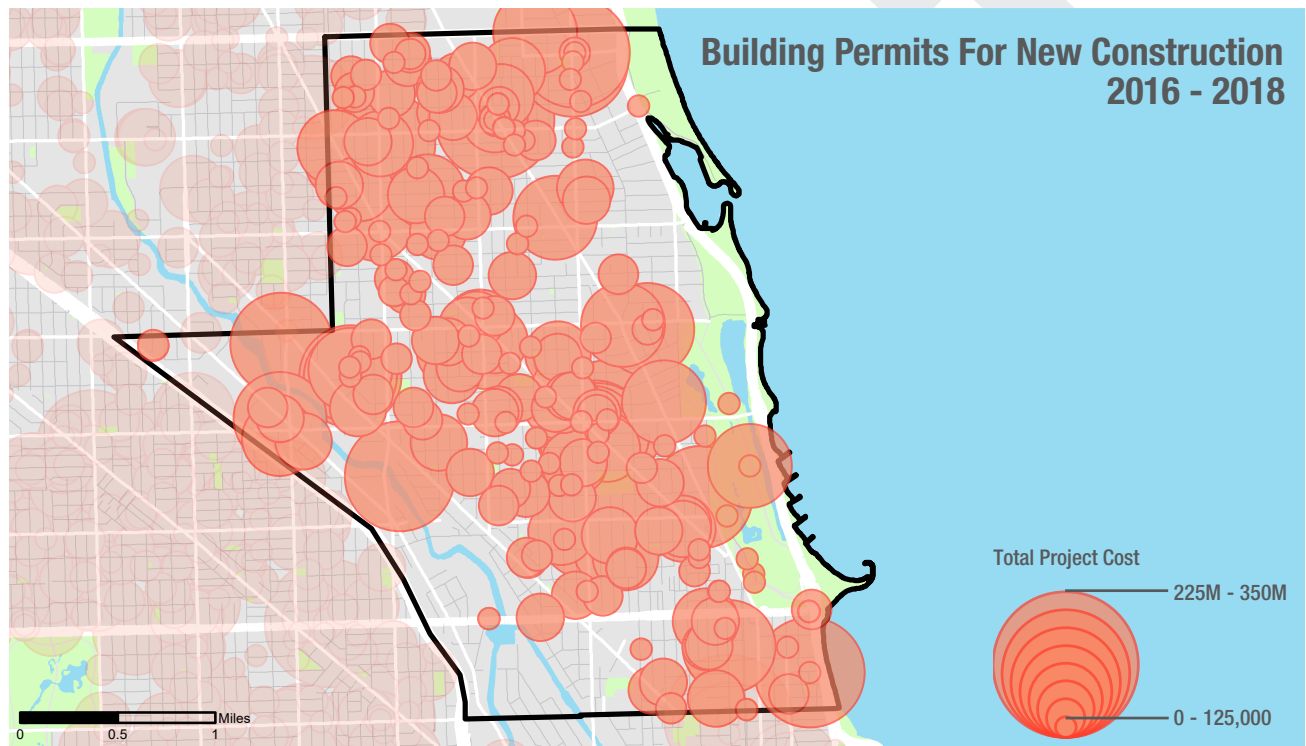 Building Permits For New Construction
2016 - 2018
Total Project Cost
225M - 350M
0 - 125,000
Miles
0 0.5 1